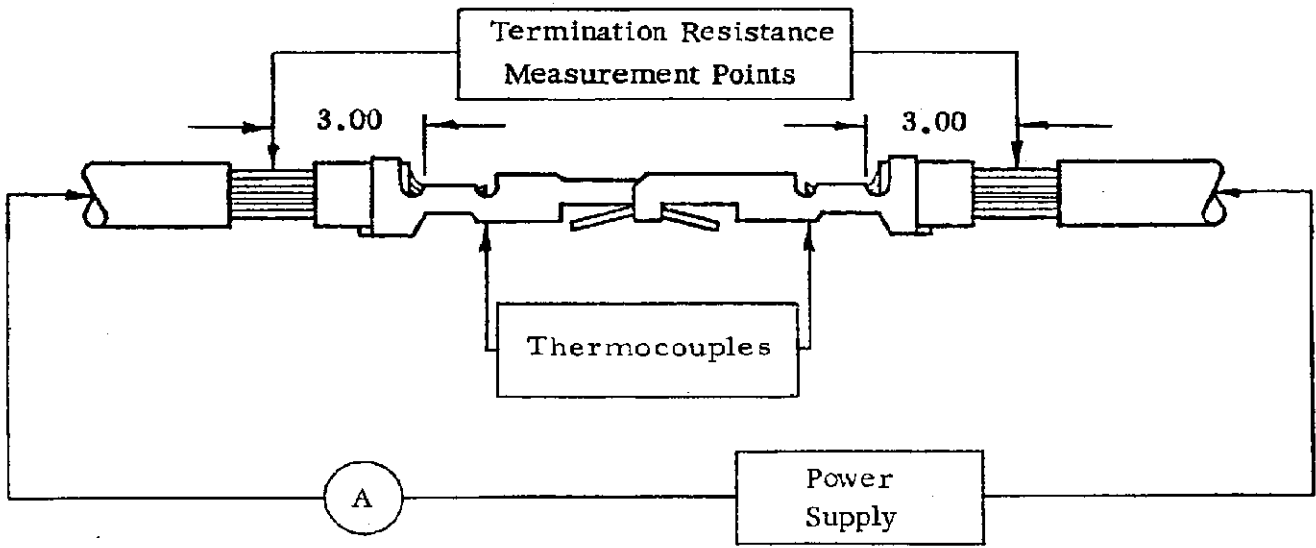 Termination Resistance
Measurement Points
3.00
3.00
Thermocouples
A
Power
Supply